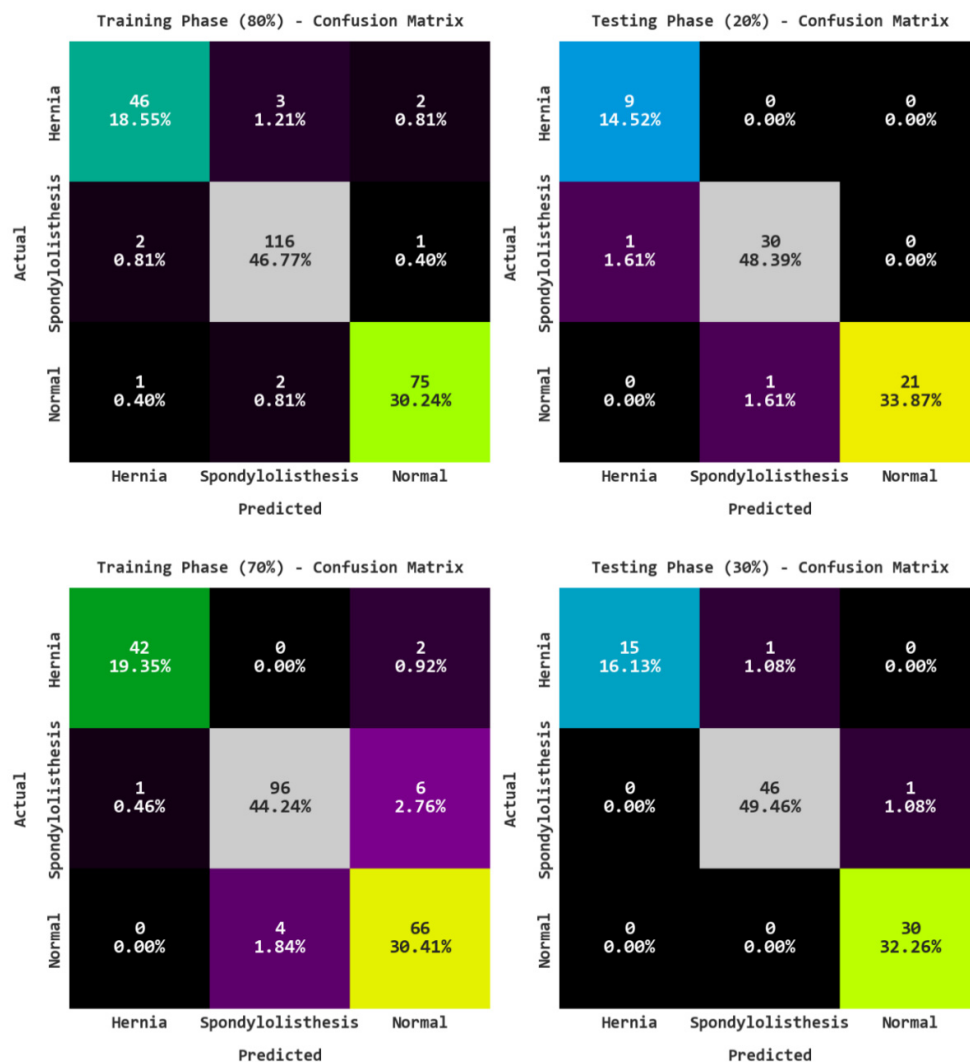 Training Phase (80%) - Confusion Matrix
Actual
Hernia
Spondylolisthesis
Normal
46
18.55%
3
1.21%
2
0.81%
2
0.81%
116
46.77%
1
0.40%
1
0.40%
2
0.81%
75
30.24%
Hernia Spondylolisthesis Normal
Predicted
Testing Phase (20%) - Confusion Matrix
Actual
Hernia
Spondylolisthesis
Normal
9
14.52%
0
0.00%
0
0.00%
1
1.61%
30
48.39%
0
0.00%
0
0.00%
1
1.61%
21
33.87%
Hernia Spondylolisthesis Normal
Predicted
Training Phase (70%) - Confusion Matrix
Actual
Hernia
Spondylolisthesis
Normal
42
19.35%
0
0.00%
2
0.92%
1
0.46%
96
44.24%
6
2.76%
0
0.00%
4
1.84%
66
30.41%
Hernia Spondylolisthesis Normal
Predicted
Testing Phase (30%) - Confusion Matrix
Actual
Hernia
Spondylolisthesis
Normal
15
16.13%
1
1.08%
0
0.00%
0
0.00%
46
49.46%
1
1.08%
0
0.00%
0
0.00%
30
32.26%
Hernia Spondylolisthesis Normal
Predicted